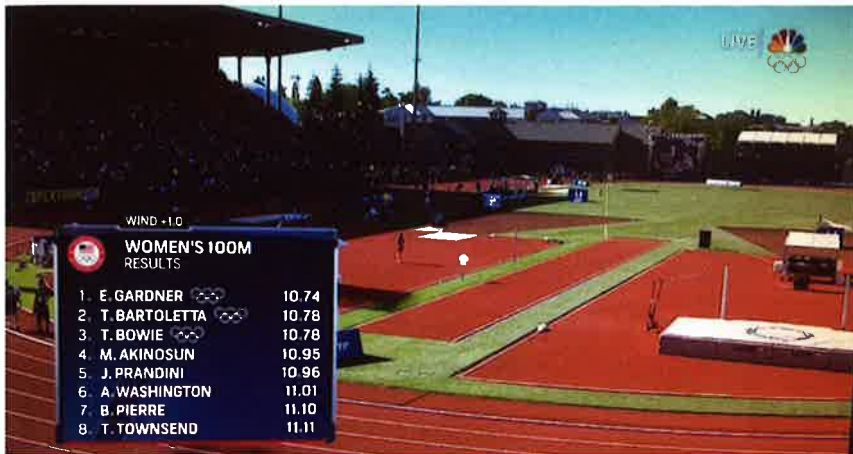 LIVE
WIND +1.0
WOMEN'S 100M
RESULTS
1. E. GARDNER 10.74
2. T. BARTOLETTA 10.78
3. T. BOWIE 10.78
4. M. AKINOSUN 10.95
5. J. PRANDINI 10.96
6. A. WASHINGTON 11.01
7. B. PIERRE 11.10
8. T. TOWNSEND 11.11